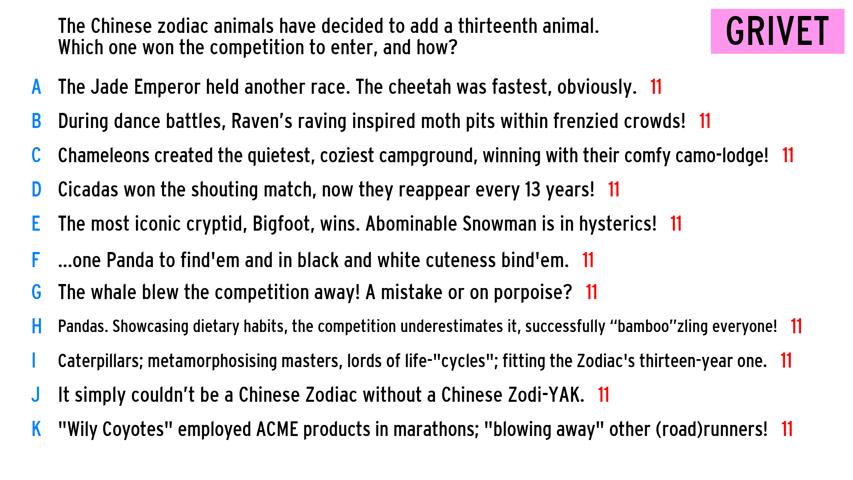 The Chinese zodiac animals have decided to add a thirteenth animal.
Which one won the competition to enter, and how?
GRIVET
A The Jade Emperor held another race. The cheetah was fastest, obviously. 11
B During dance battles, Raven's raving inspired moth pits within frenzied crowds! 11
C Chameleons created the quietest, coziest campground, winning with their comfy camo-lodge! 11
D Cicadas won the shouting match, now they reappear every 13 years! 11
E The most iconic cryptid, Bigfoot, wins. Abominable Snowman is in hysterics! 11
F ...one Panda to find'em and in black and white cuteness bind'em. 11
G The whale blew the competition away! A mistake or on porpoise? 11
H Pandas. Showcasing dietary habits, the competition underestimates it, successfully “bamboo”zling everyone! 11
I Caterpillars; metamorphosising masters, lords of life-"cycles"; fitting the Zodiac's thirteen-year one. 11
J It simply couldn't be a Chinese Zodiac without a Chinese Zodi-YAK. 11
K "Wily Coyotes" employed ACME products in marathons; "blowing away" other (road)runners! 11